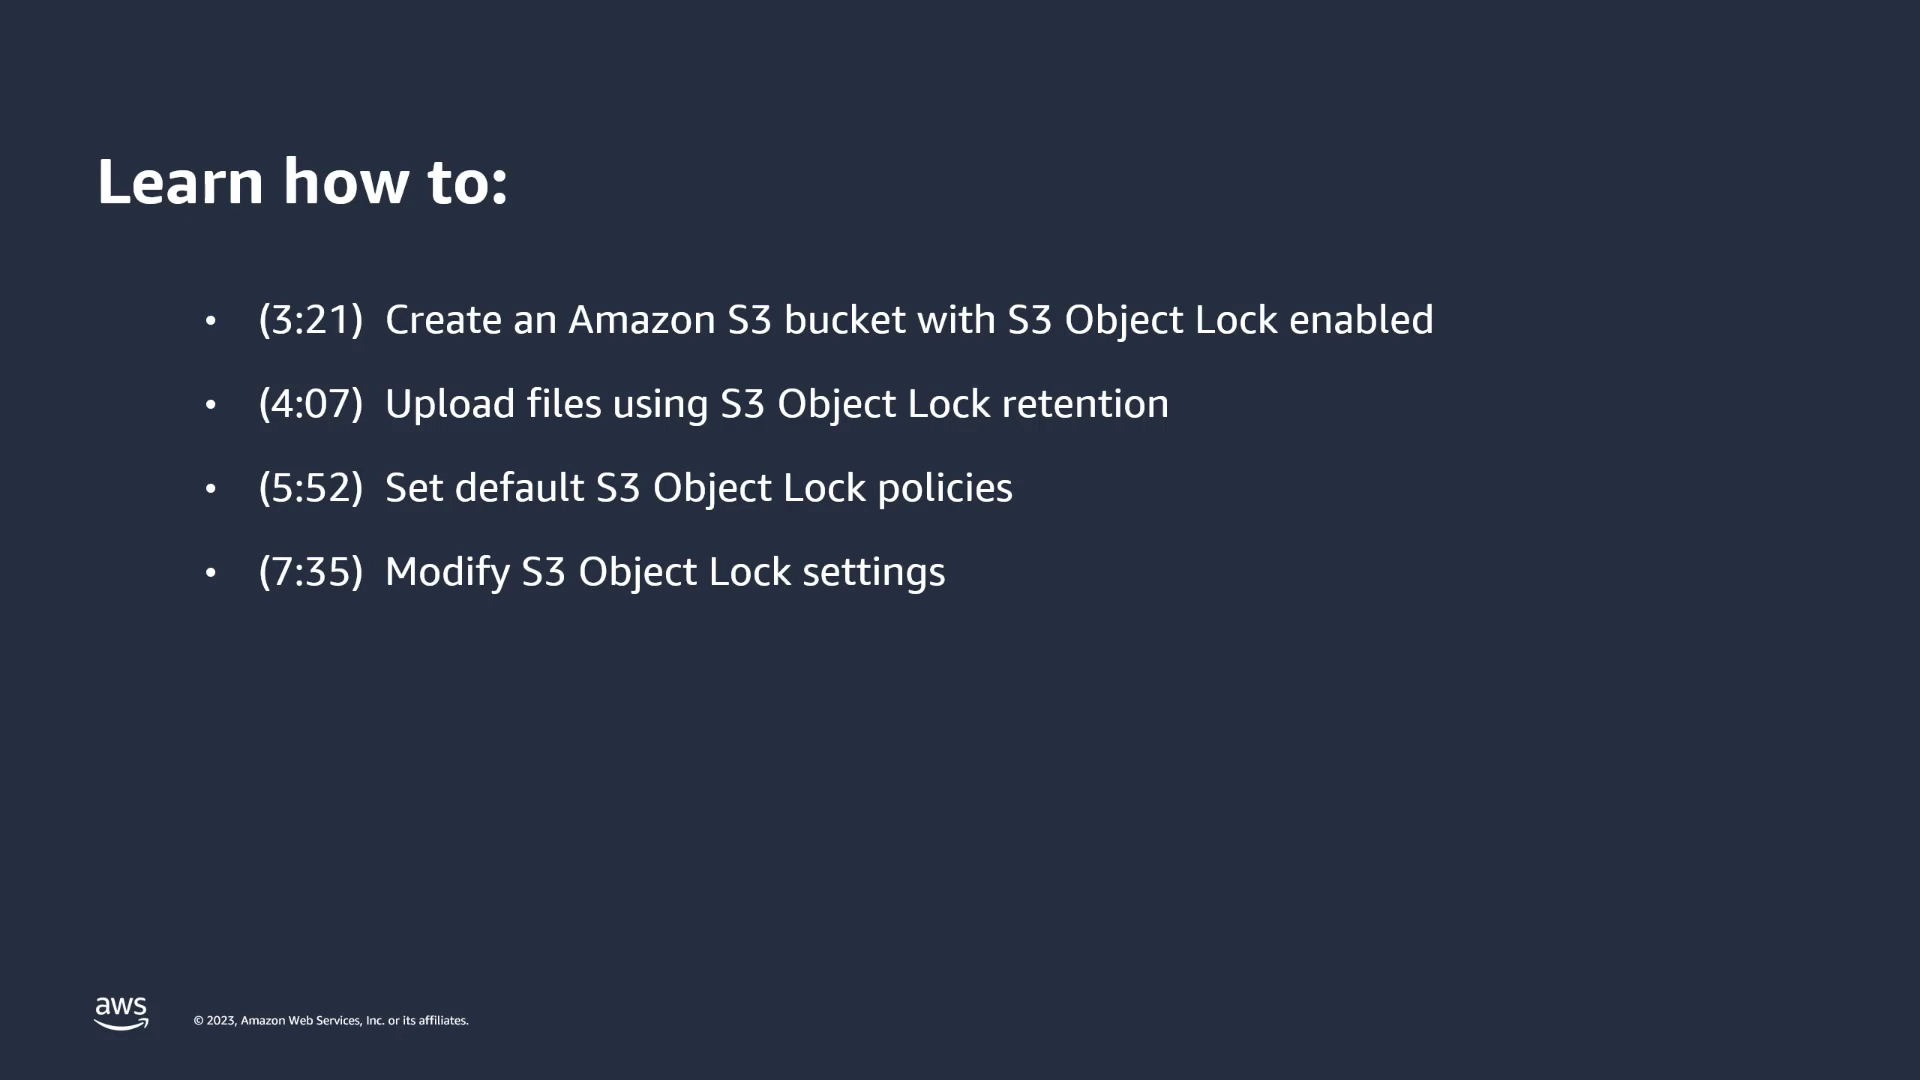 Learn how to:
• (3:21) Create an Amazon S3 bucket with S3 Object Lock enabled
• (4:07) Upload files using S3 Object Lock retention
• (5:52) Set default S3 Object Lock policies
• (7:35) Modify S3 Object Lock settings
aws
© 2023, Amazon Web Services, Inc. or its affiliates.